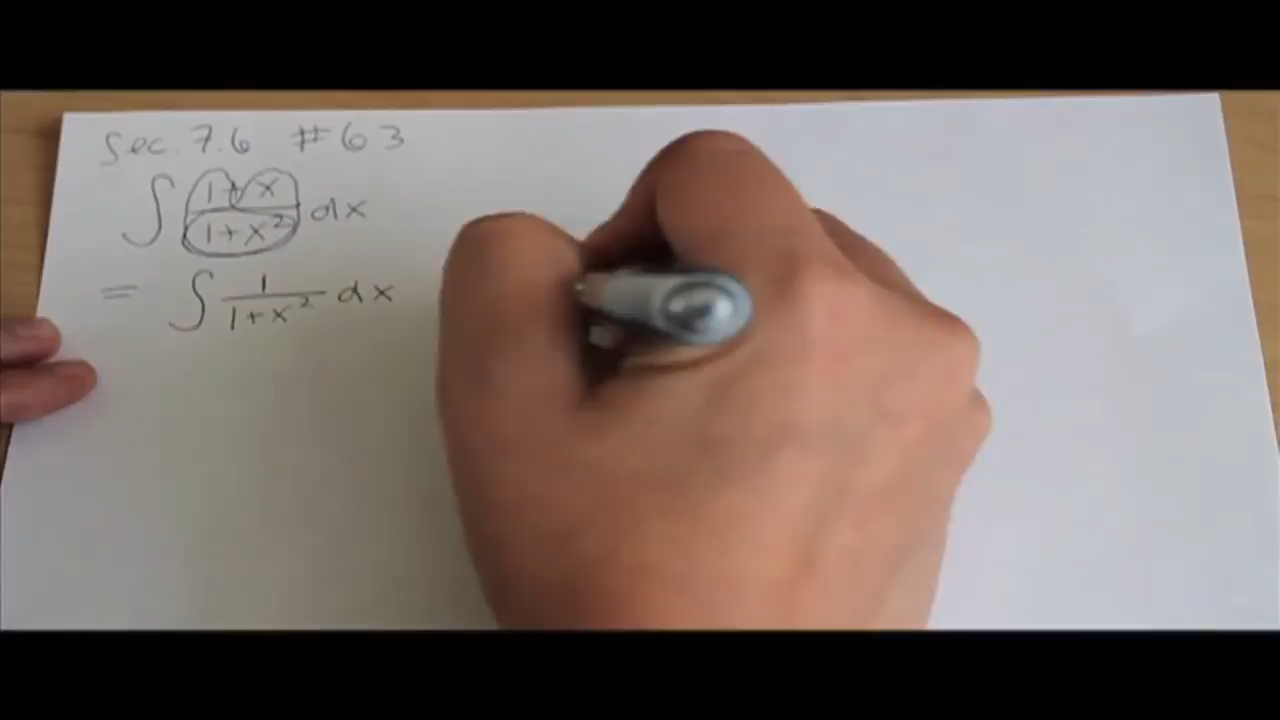 Sec. 7.6 #63
∫ (1+x)/(1+x²) dx
= ∫ 1/(1+x²) dx